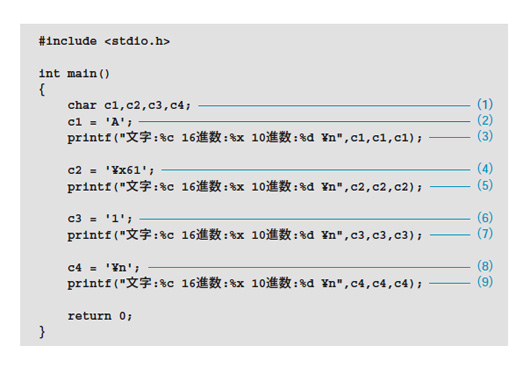 #include <stdio.h>
int main()
{
char c1,c2,c3,c4; (1)
c1 = 'A'; (2)
printf("文字:%c 16進数:%x 10進数:%d ¥n",c1,c1,c1); (3)
c2 = '¥x61'; (4)
printf("文字:%c 16進数:%x 10進数:%d ¥n",c2,c2,c2); (5)
c3 = '1'; (6)
printf("文字:%c 16進数:%x 10進数:%d ¥n",c3,c3,c3); (7)
c4 = '¥n'; (8)
printf("文字:%c 16進数:%x 10進数:%d ¥n",c4,c4,c4); (9)
return 0;
}